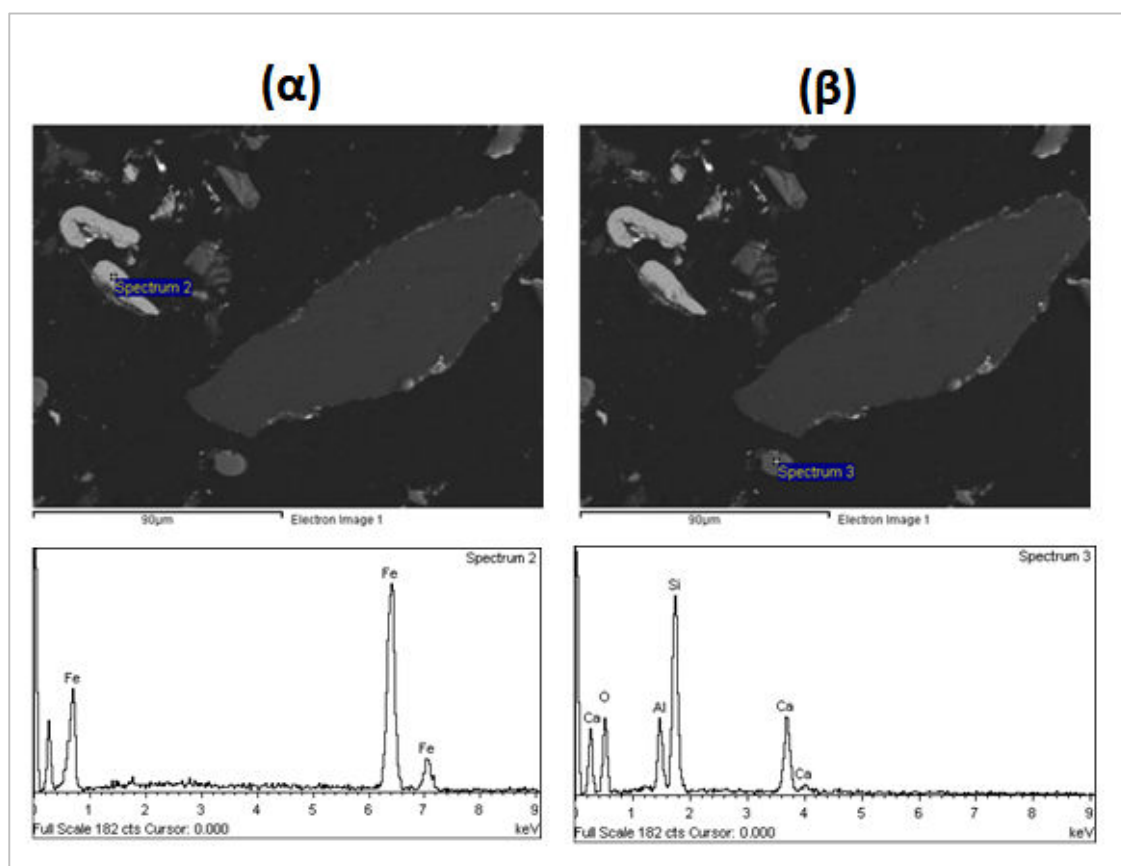 (α)
(β)
Spectrum 2
Spectrum 3
90µm
Electron Image 1
90µm
Electron Image 1
Spectrum 2
Fe
Fe
Fe
0 1 2 3 4 5 6 7 8 9
Full Scale 182 cts Cursor: 0.000
keV
Spectrum 3
Si
O
Ca
Al
Ca
Ca
0 1 2 3 4 5 6 7 8 9
Full Scale 182 cts Cursor: 0.000
keV